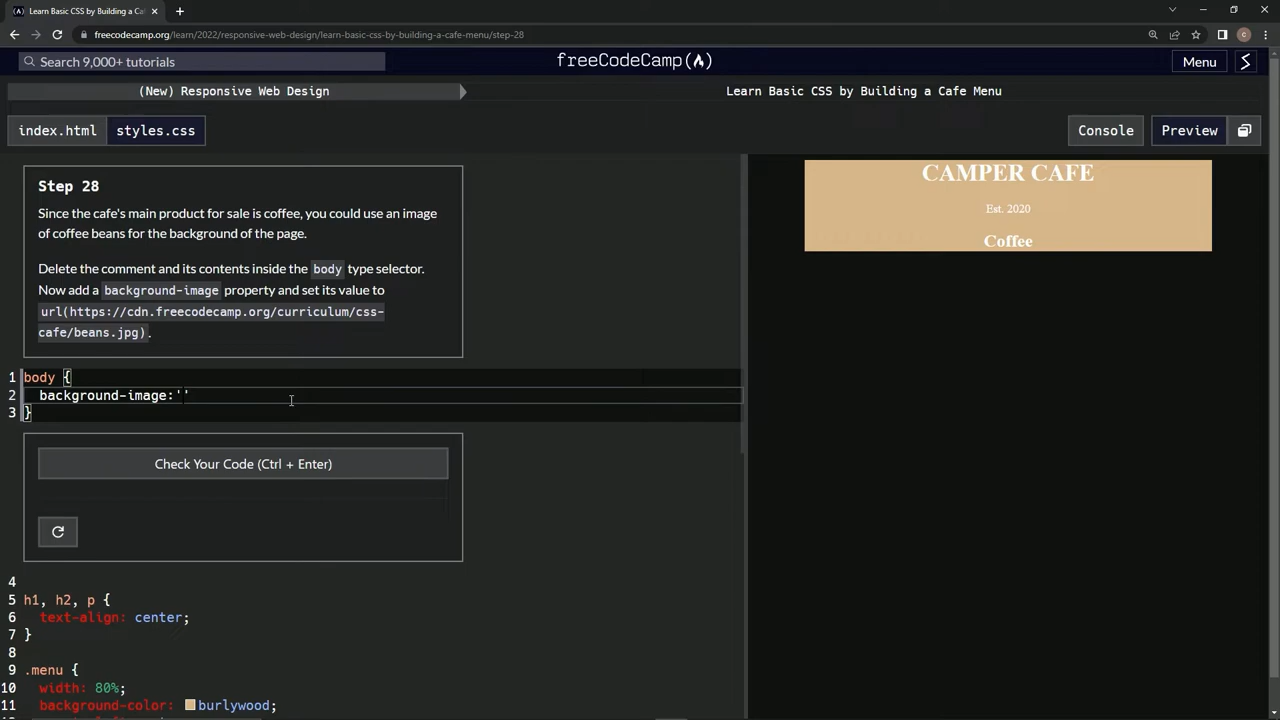 Learn Basic CSS by Building a Ca
freecodecamp.org/learn/2022/responsive-web-design/learn-basic-css-by-building-a-cafe-menu/step-28
C
Search 9,000+ tutorials
freeCodeCamp
Menu
(New) Responsive Web Design
Learn Basic CSS by Building a Cafe Menu
index.html
styles.css
Console
Preview
Step 28
Since the cafe's main product for sale is coffee, you could use an image
of coffee beans for the background of the page.
Delete the comment and its contents inside the body type selector.
Now add a background-image property and set its value to
url(https://cdn.freecodecamp.org/curriculum/css-
cafe/beans.jpg).
1 body {
2 background-image:''
3 }
Check Your Code (Ctrl + Enter)
4
5 h1, h2, p {
6 text-align: center;
7 }
8
9 .menu {
10 width: 80%;
11 background-color: burlywood;
CAMPER CAFE
Est. 2020
Coffee